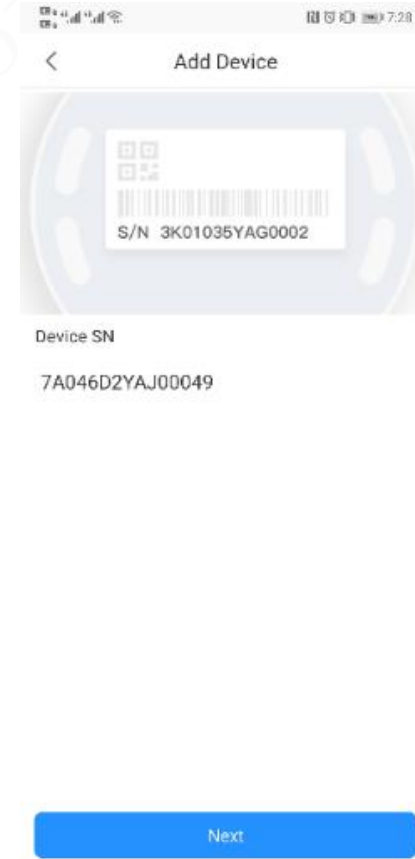 7:28
Add Device
S/N 3K01035YAG0002
Device SN
7A046D2YAJ00049
Next